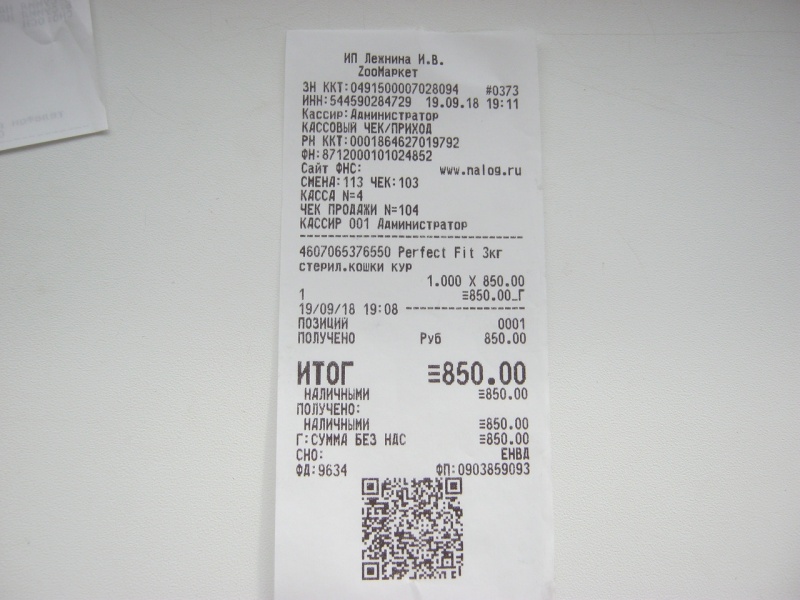 ИП Лежнина И.В.
ZooМаркет
ЗН ККТ:0491500007028094 #0373
ИНН:544590284729 19.09.18 19:11
Кассир:Администратор
КАССОВЫЙ ЧЕК/ПРИХОД
РН ККТ:0001864627019792
ФН:8712000101024852
Сайт ФНС: www.nalog.ru
СМЕНА:113 ЧЕК:103
КАССА N=4
ЧЕК ПРОДАЖИ N=104
КАССИР 001 Администратор
4607065376550 Perfect Fit 3кг
стерил.кошки кур
1.000 X 850.00
1 ≡850.00_Г
19/09/18 19:08
ПОЗИЦИЙ 0001
ПОЛУЧЕНО Руб 850.00
ИТОГ ≡850.00
НАЛИЧНЫМИ ≡850.00
ПОЛУЧЕНО:
НАЛИЧНЫМИ ≡850.00
Г:СУММА БЕЗ НДС ≡850.00
СНО: ЕНВД
ФД:9634 ФП:0903859093